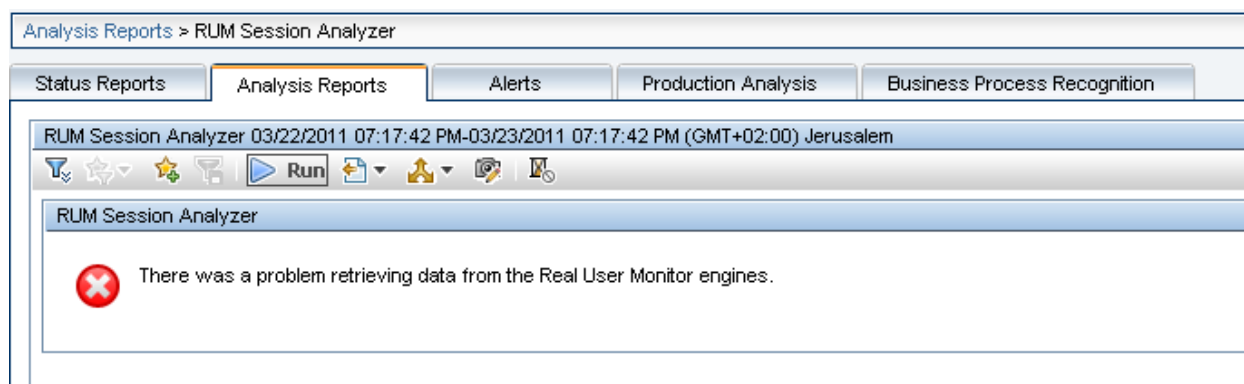 Analysis Reports > RUM Session Analyzer
Status Reports Analysis Reports Alerts Production Analysis Business Process Recognition
RUM Session Analyzer 03/22/2011 07:17:42 PM-03/23/2011 07:17:42 PM (GMT+02:00) Jerusalem
Run
RUM Session Analyzer
There was a problem retrieving data from the Real User Monitor engines.